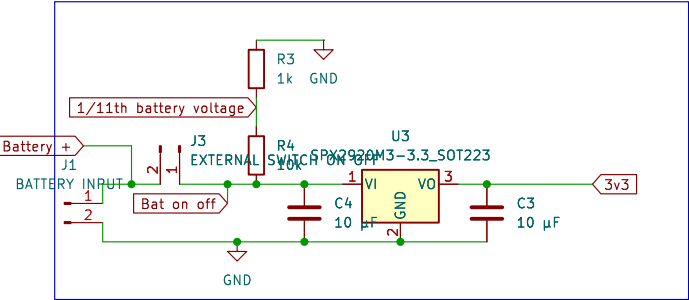 R3
1k
GND
1/11th battery voltage
Battery +
J3
R4
U3
EXTERNAL SWITCH ON OFF
SPX2920M3-3.3_SOT223
10k
J1
BATTERY INPUT
2
1
1
VI
VO
3
3v3
1
2
Bat on off
GND
2
C4
10 µF
C3
10 µF
GND